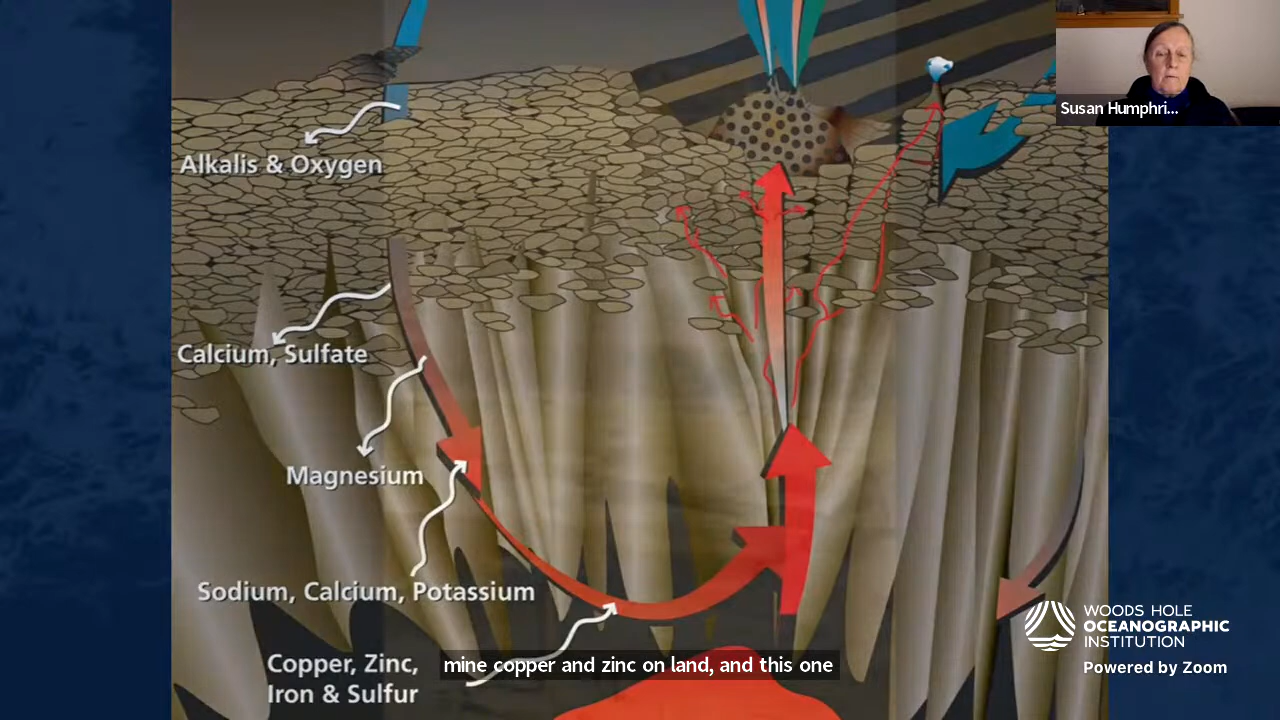 Susan Humphri...
Alkalis & Oxygen
Calcium, Sulfate
Magnesium
Sodium, Calcium, Potassium
Copper, Zinc,
Iron & Sulfur
mine copper and zinc on land, and this one
WOODS HOLE
OCEANOGRAPHIC
INSTITUTION
Powered by Zoom